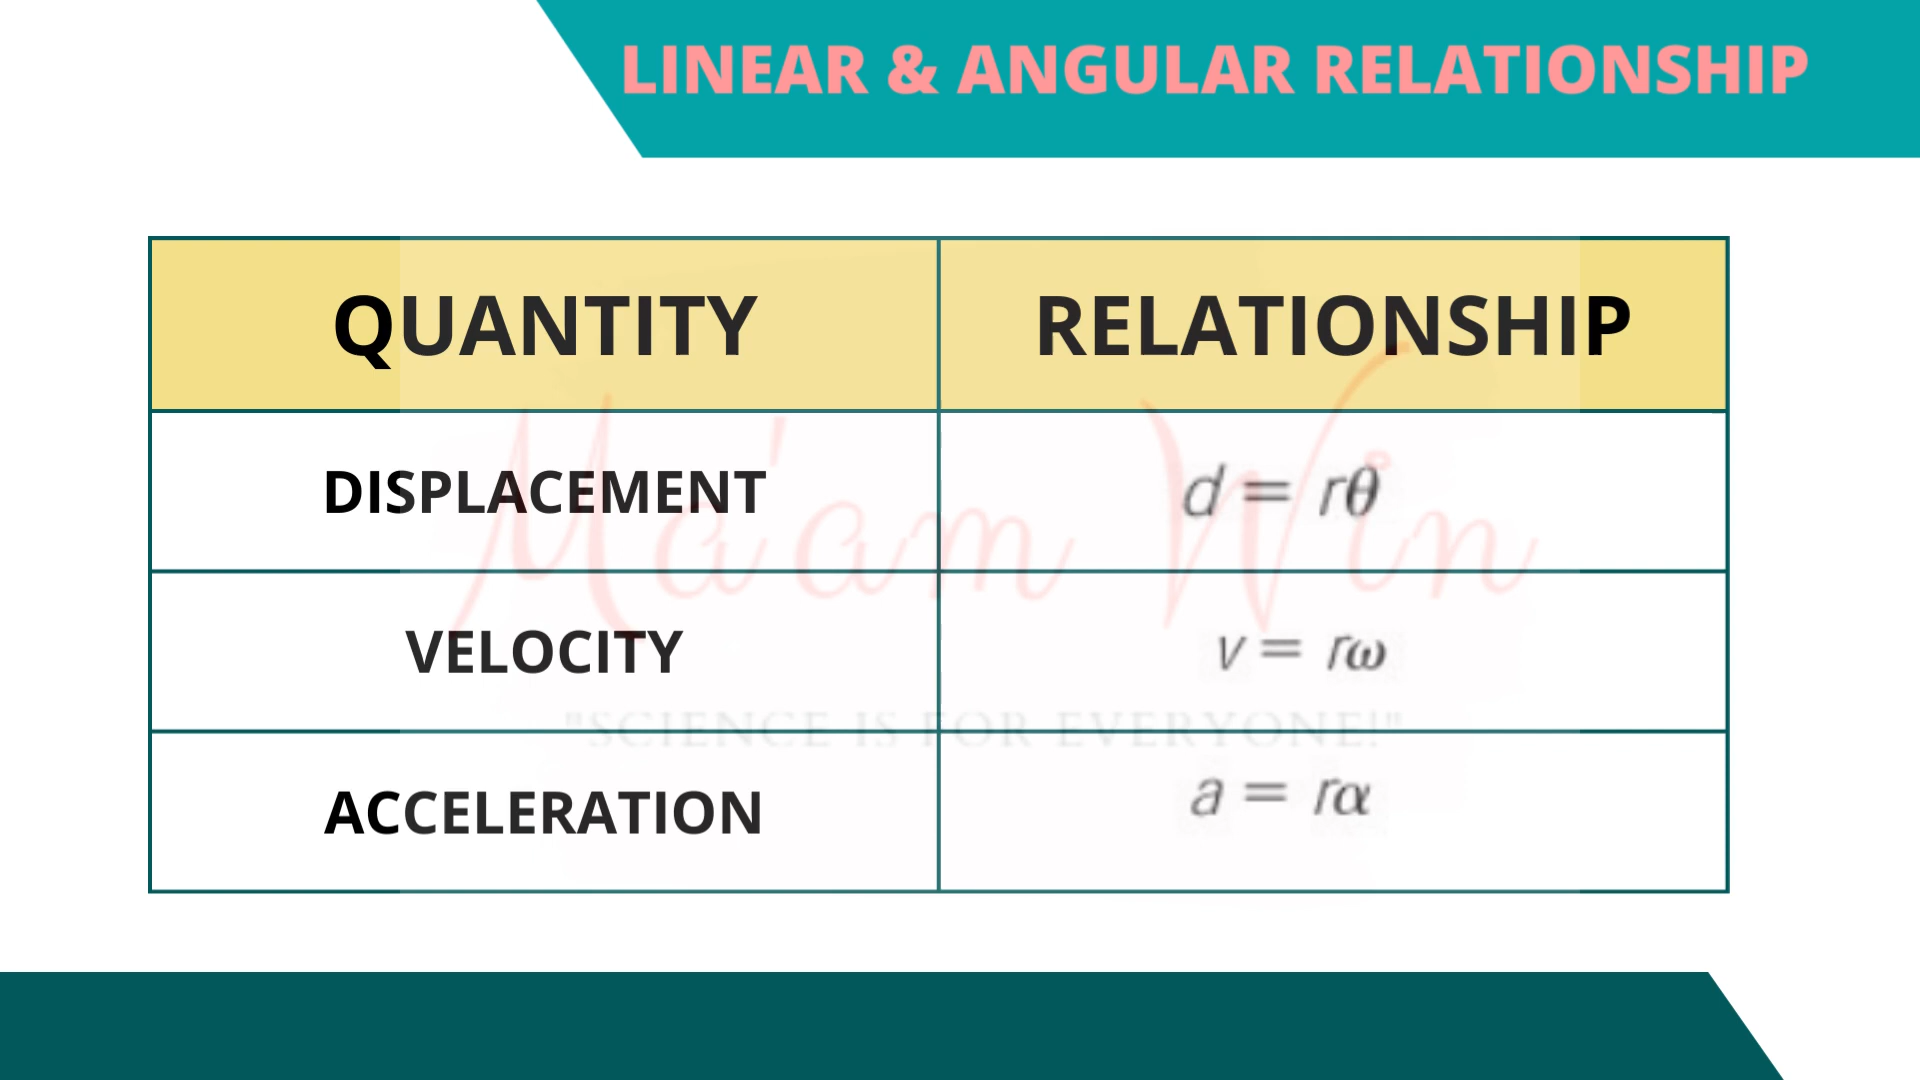 LINEAR & ANGULAR RELATIONSHIP
QUANTITY RELATIONSHIP
DISPLACEMENT d = rθ
Ma'am Win
VELOCITY v = rω
"SCIENCE IS FOR EVERYONE!"
ACCELERATION a = rα